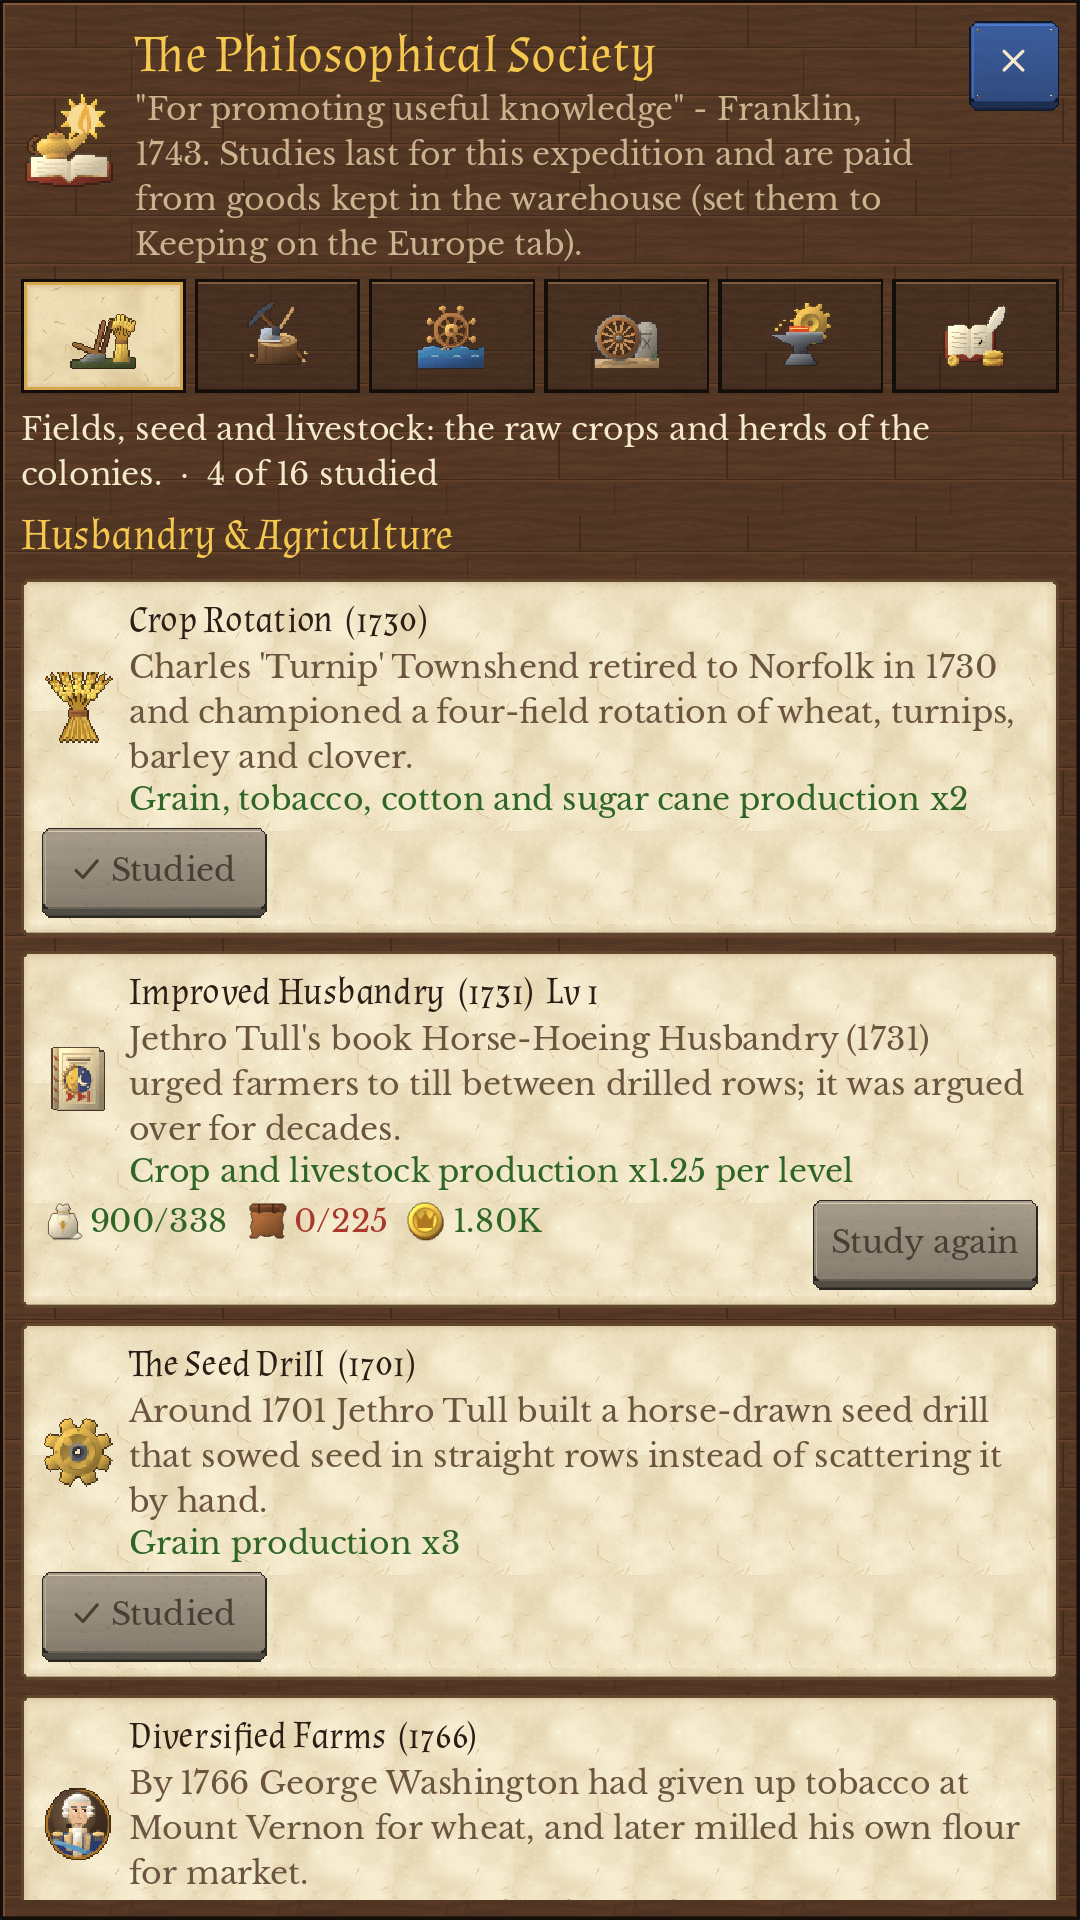 The Philosophical Society
"For promoting useful knowledge" - Franklin,
1743. Studies last for this expedition and are paid
from goods kept in the warehouse (set them to
Keeping on the Europe tab).
Fields, seed and livestock: the raw crops and herds of the
colonies. · 4 of 16 studied
Husbandry & Agriculture
Crop Rotation (1730)
Charles 'Turnip' Townshend retired to Norfolk in 1730
and championed a four-field rotation of wheat, turnips,
barley and clover.
Grain, tobacco, cotton and sugar cane production x2
✓ Studied
Improved Husbandry (1731) Lv 1
Jethro Tull's book Horse-Hoeing Husbandry (1731)
urged farmers to till between drilled rows; it was argued
over for decades.
Crop and livestock production x1.25 per level
900/338 0/225 1.80K
Study again
The Seed Drill (1701)
Around 1701 Jethro Tull built a horse-drawn seed drill
that sowed seed in straight rows instead of scattering it
by hand.
Grain production x3
✓ Studied
Diversified Farms (1766)
By 1766 George Washington had given up tobacco at
Mount Vernon for wheat, and later milled his own flour
for market.